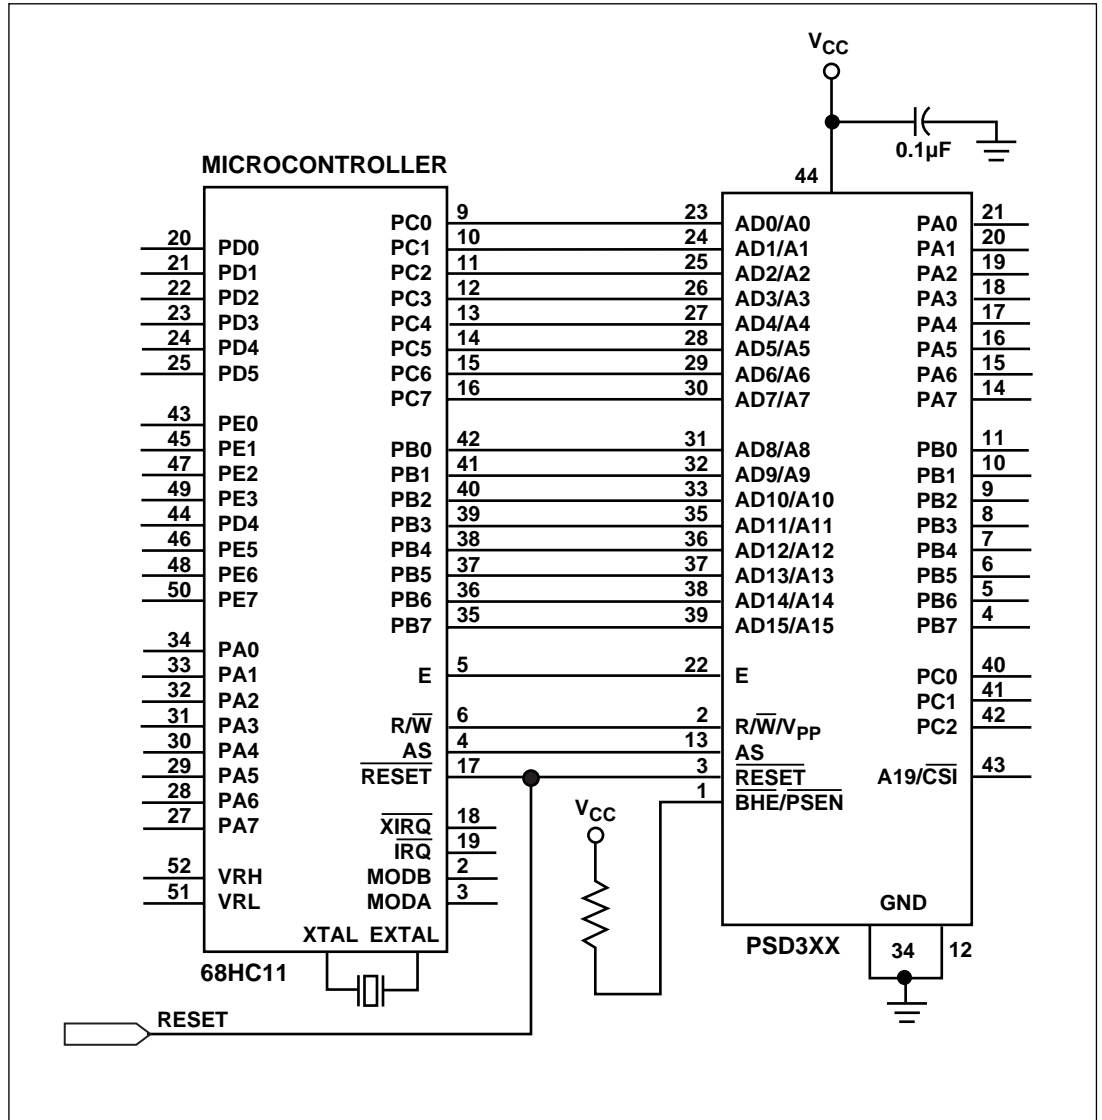 VCC
0.1µF
44
MICROCONTROLLER
PC0 9 23 AD0/A0 PA0 21
20 PD0 PC1 10 24 AD1/A1 PA1 20
21 PD1 PC2 11 25 AD2/A2 PA2 19
22 PD2 PC3 12 26 AD3/A3 PA3 18
23 PD3 PC4 13 27 AD4/A4 PA4 17
24 PD4 PC5 14 28 AD5/A5 PA5 16
25 PD5 PC6 15 29 AD6/A6 PA6 15
PC7 16 30 AD7/A7 PA7 14
43 PE0
45 PE1 PB0 42 31 AD8/A8 PB0 11
47 PE2 PB1 41 32 AD9/A9 PB1 10
49 PE3 PB2 40 33 AD10/A10 PB2 9
44 PD4 PB3 39 35 AD11/A11 PB3 8
46 PE5 PB4 38 36 AD12/A12 PB4 7
48 PE6 PB5 37 37 AD13/A13 PB5 6
50 PE7 PB6 36 38 AD14/A14 PB6 5
PB7 35 39 AD15/A15 PB7 4
34 PA0
33 PA1 E 5 22 E PC0 40
32 PA2 PC1 41
31 PA3 R/W̅ 6 2 R/W̅/VPP PC2 42
30 PA4 AS 4 13 AS
29 PA5 R̅E̅S̅E̅T̅ 17 3 R̅E̅S̅E̅T̅ A19/C̅S̅I̅ 43
28 PA6 1 B̅H̅E̅/P̅S̅E̅N̅
27 PA7 X̅I̅R̅Q̅ 18 VCC
I̅R̅Q̅ 19
52 VRH MODB 2
51 VRL MODA 3
GND
XTAL EXTAL
68HC11 PSD3XX 34 12
RESET